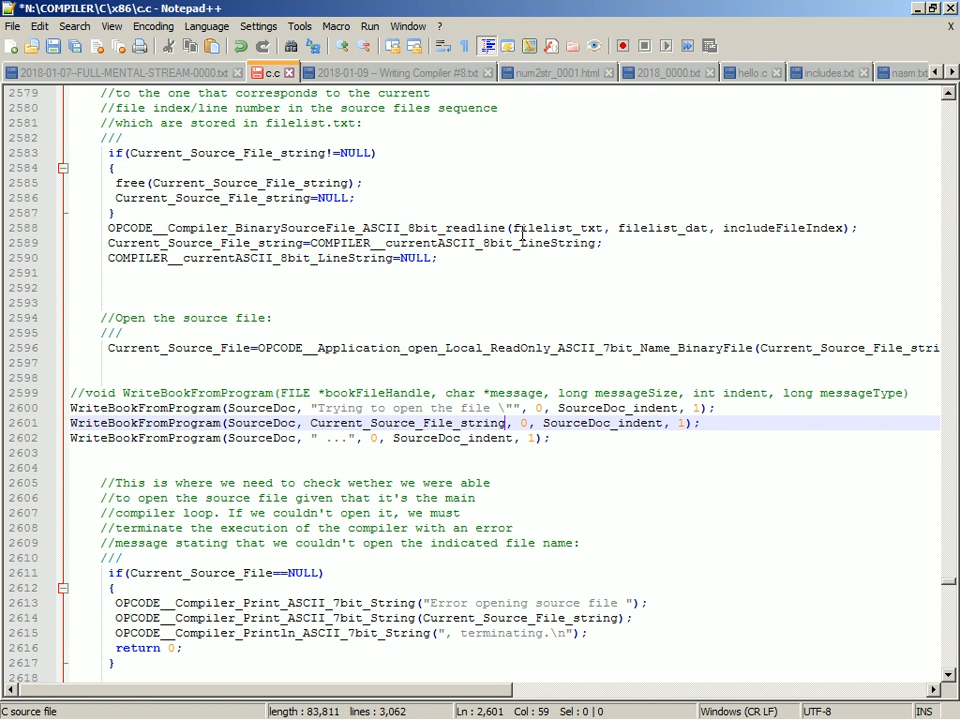 *N:\COMPILER\C\x86\c.c - Notepad++
File Edit Search View Encoding Language Settings Tools Macro Run Window ?
X
2018-01-07-FULL-MENTAL-STREAM-0000.txt c.c 2018-01-09 – Writing Compiler #8.txt num2str_0001.html 2018_0000.txt hello.c includes.txt nasm.txt
2579 //to the one that corresponds to the current
2580 //file index/line number in the source files sequence
2581 //which are stored in filelist.txt:
2582 ///
2583 if(Current_Source_File_string!=NULL)
2584 {
2585 free(Current_Source_File_string);
2586 Current_Source_File_string=NULL;
2587 }
2588 OPCODE__Compiler_BinarySourceFile_ASCII_8bit_readline(filelist_txt, filelist_dat, includeFileIndex);
2589 Current_Source_File_string=COMPILER__currentASCII_8bit_LineString;
2590 COMPILER__currentASCII_8bit_LineString=NULL;
2591
2592
2593
2594 //Open the source file:
2595 ///
2596 Current_Source_File=OPCODE__Application_open_Local_ReadOnly_ASCII_7bit_Name_BinaryFile(Current_Source_File_stri
2597
2598
2599 //void WriteBookFromProgram(FILE *bookFileHandle, char *message, long messageSize, int indent, long messageType)
2600 WriteBookFromProgram(SourceDoc, "Trying to open the file \"", 0, SourceDoc_indent, 1);
2601 WriteBookFromProgram(SourceDoc, Current_Source_File_string, 0, SourceDoc_indent, 1);
2602 WriteBookFromProgram(SourceDoc, " ...", 0, SourceDoc_indent, 1);
2603
2604
2605 //This is where we need to check wether we were able
2606 //to open the source file given that it's the main
2607 //compiler loop. If we couldn't open it, we must
2608 //terminate the execution of the compiler with an error
2609 //message stating that we couldn't open the indicated file name:
2610 ///
2611 if(Current_Source_File==NULL)
2612 {
2613 OPCODE__Compiler_Print_ASCII_7bit_String("Error opening source file ");
2614 OPCODE__Compiler_Print_ASCII_7bit_String(Current_Source_File_string);
2615 OPCODE__Compiler_Println_ASCII_7bit_String(", terminating.\n");
2616 return 0;
2617 }
2618
C source file length : 83,811 lines : 3,062 Ln : 2,601 Col : 59 Sel : 0 | 0 Windows (CR LF) UTF-8 INS